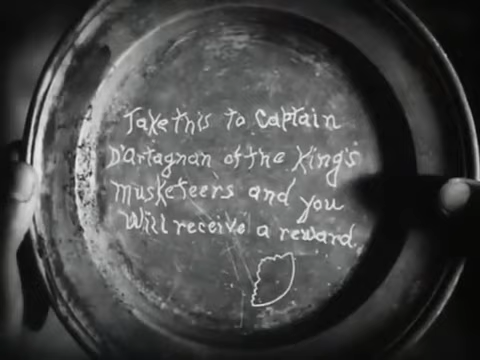 Take this to Captain
D'artagnan of the King's
musketeers and you
Will receive a reward.